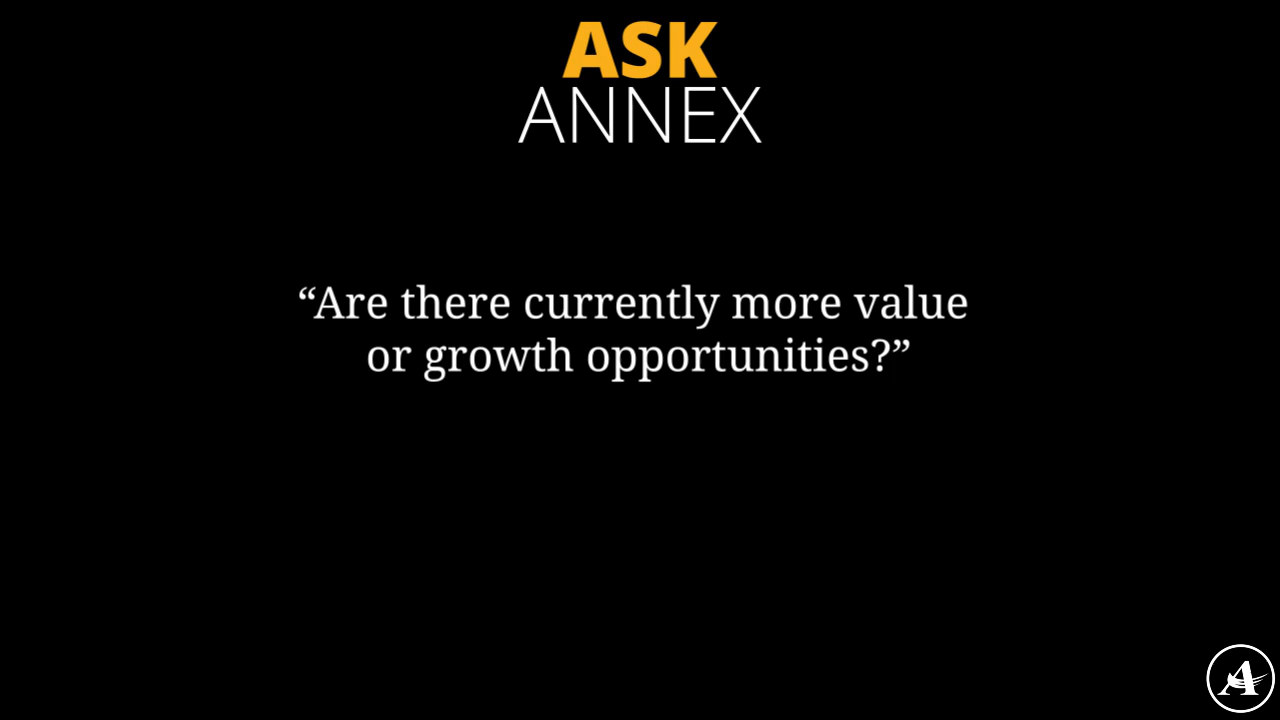 ASK
ANNEX
“Are there currently more value
or growth opportunities?”
A